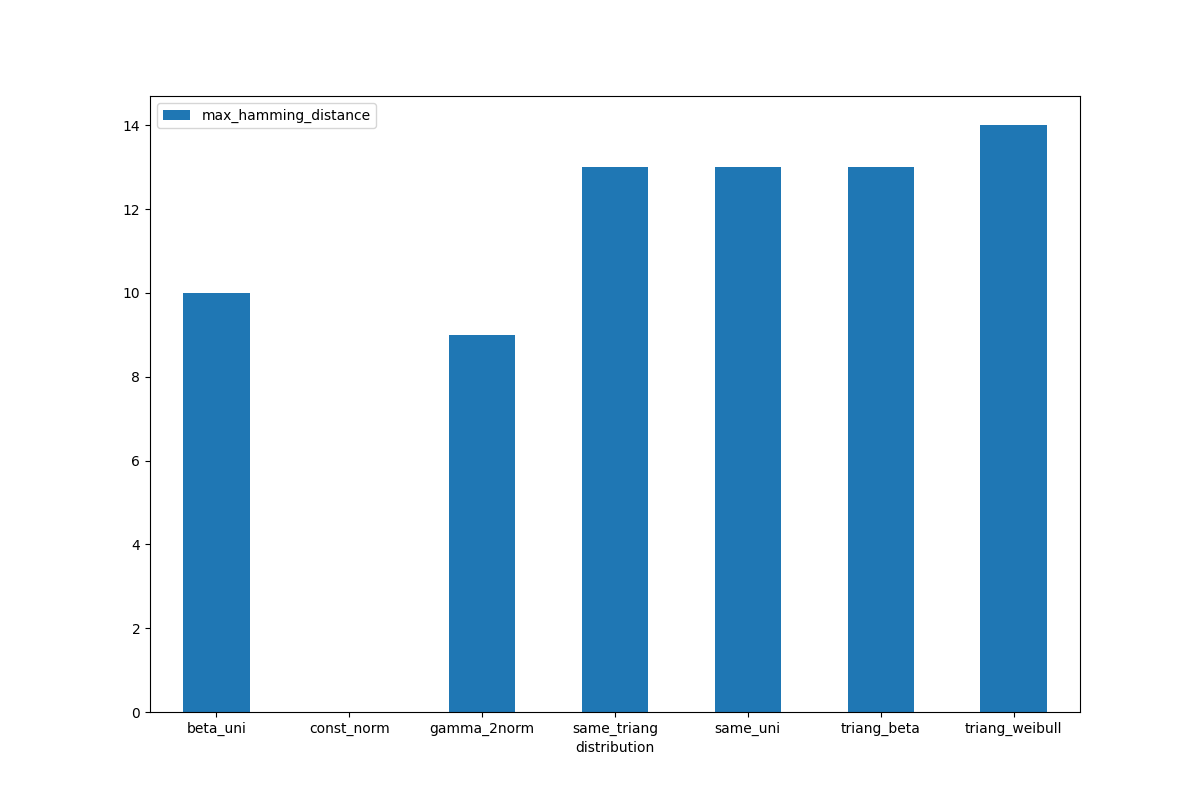 max_hamming_distance
14
12
10
8
6
4
2
0
beta_uni const_norm gamma_2norm same_triang same_uni triang_beta triang_weibull
distribution